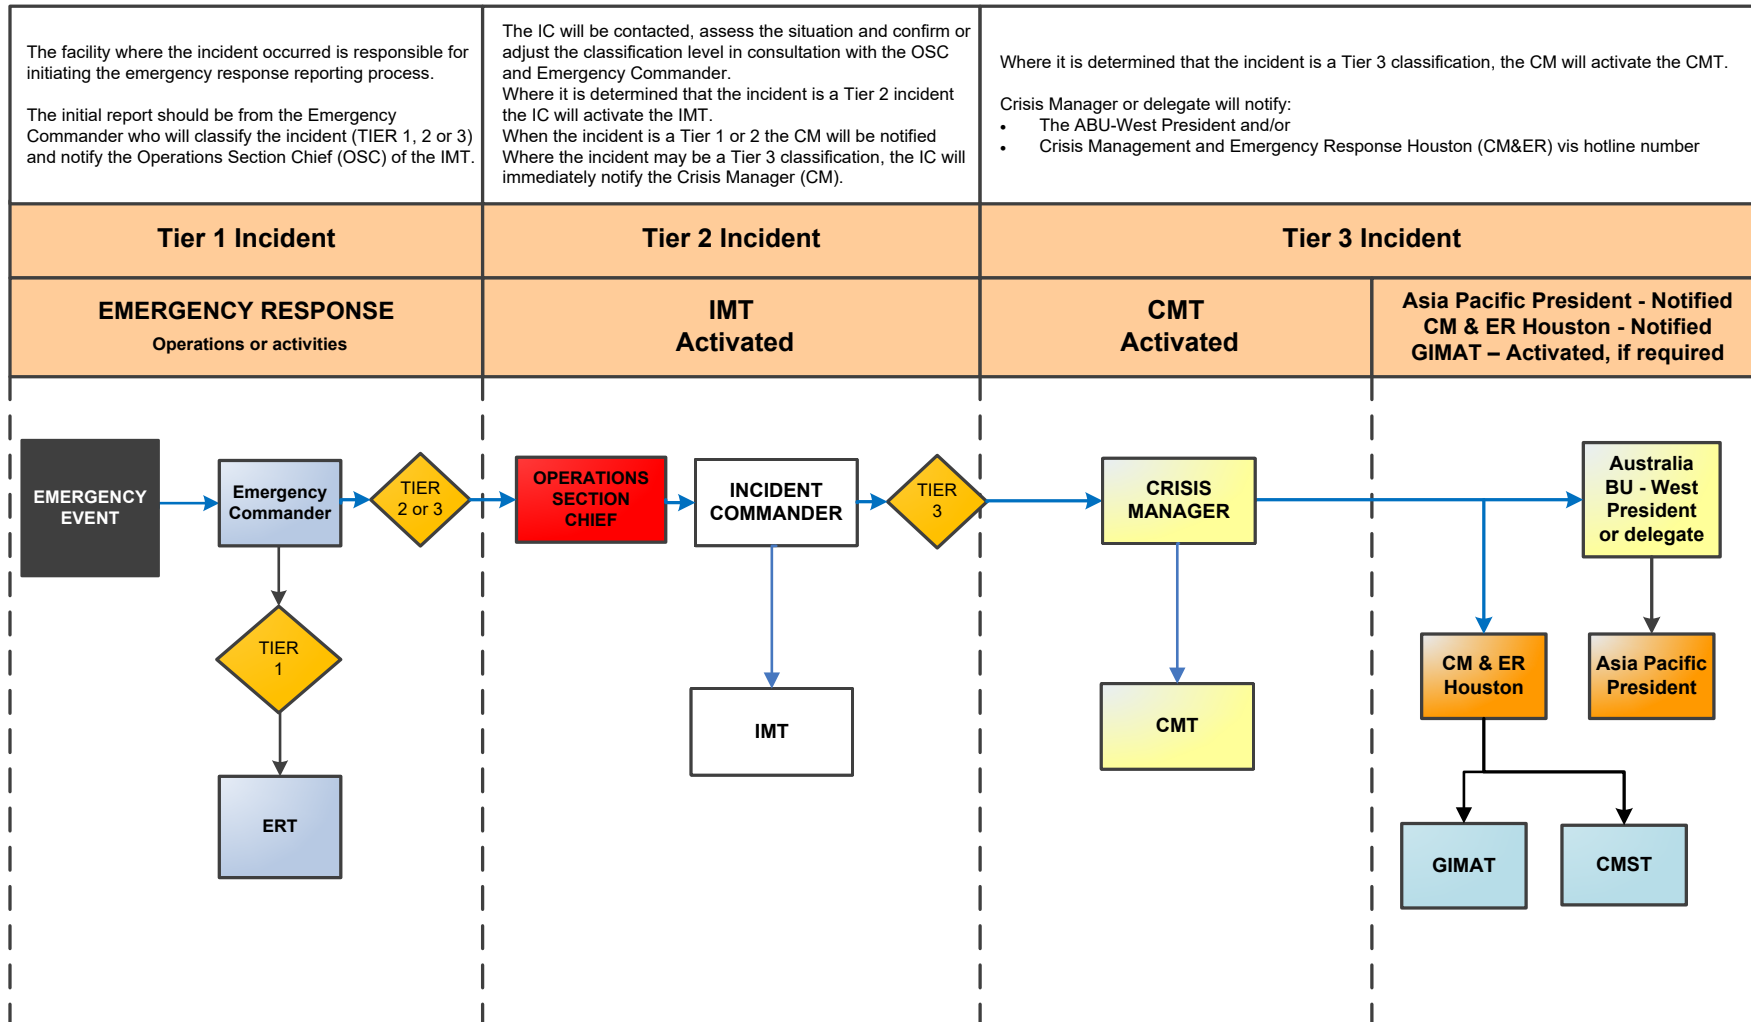 The facility where the incident occurred is responsible for
initiating the emergency response reporting process.
The initial report should be from the Emergency
Commander who will classify the incident (TIER 1, 2 or 3)
and notify the Operations Section Chief (OSC) of the IMT.
The IC will be contacted, assess the situation and confirm or
adjust the classification level in consultation with the OSC
and Emergency Commander.
Where it is determined that the incident is a Tier 2 incident
the IC will activate the IMT.
When the incident is a Tier 1 or 2 the CM will be notified
Where the incident may be a Tier 3 classification, the IC will
immediately notify the Crisis Manager (CM).
Where it is determined that the incident is a Tier 3 classification, the CM will activate the CMT.
Crisis Manager or delegate will notify:
• The ABU-West President and/or
• Crisis Management and Emergency Response Houston (CM&ER) vis hotline number
Tier 1 Incident
Tier 2 Incident
Tier 3 Incident
EMERGENCY RESPONSE
Operations or activities
IMT
Activated
CMT
Activated
Asia Pacific President - Notified
CM & ER Houston - Notified
GIMAT – Activated, if required
EMERGENCY
EVENT
Emergency
Commander
TIER
2 or 3
OPERATIONS
SECTION
CHIEF
INCIDENT
COMMANDER
TIER
3
CRISIS
MANAGER
Australia
BU - West
President
or delegate
TIER
1
CM & ER
Houston
Asia Pacific
President
IMT
CMT
ERT
GIMAT
CMST